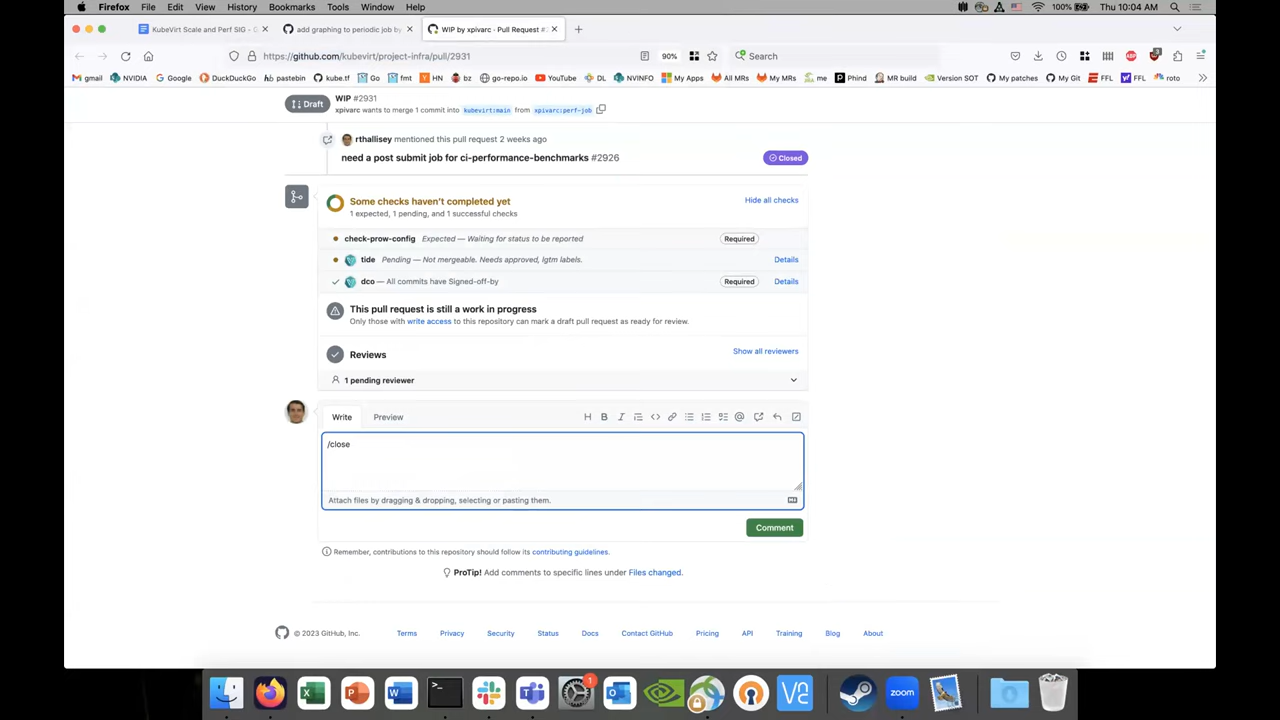 Firefox File Edit View History Bookmarks Tools Window Help 100% Thu 10:04 AM
KubeVirt Scale and Perf SIG - G
add graphing to periodic job by
WIP by xpivarc · Pull Request #2
https://github.com/kubevirt/project-infra/pull/2931 90% Search
gmail NVIDIA Google DuckDuckGo pastebin kube.tf Go fmt HN bz go-repo.io YouTube DL NVINFO My Apps All MRs My MRs me Phind MR build Version SOT My patches My Git FFL FFL roto
Draft WIP #2931
xpivarc wants to merge 1 commit into kubevirt:main from xpivarc:perf-job
rthallisey mentioned this pull request 2 weeks ago
need a post submit job for ci-performance-benchmarks #2926 Closed
Some checks haven't completed yet Hide all checks
1 expected, 1 pending, and 1 successful checks
check-prow-config Expected — Waiting for status to be reported Required
tide Pending — Not mergeable. Needs approved, lgtm labels. Details
dco — All commits have Signed-off-by Required Details
This pull request is still a work in progress
Only those with write access to this repository can mark a draft pull request as ready for review.
Reviews Show all reviewers
1 pending reviewer
Write Preview
/close
Attach files by dragging & dropping, selecting or pasting them.
Comment
Remember, contributions to this repository should follow its contributing guidelines.
ProTip! Add comments to specific lines under Files changed.
© 2023 GitHub, Inc. Terms Privacy Security Status Docs Contact GitHub Pricing API Training Blog About
1
zoom